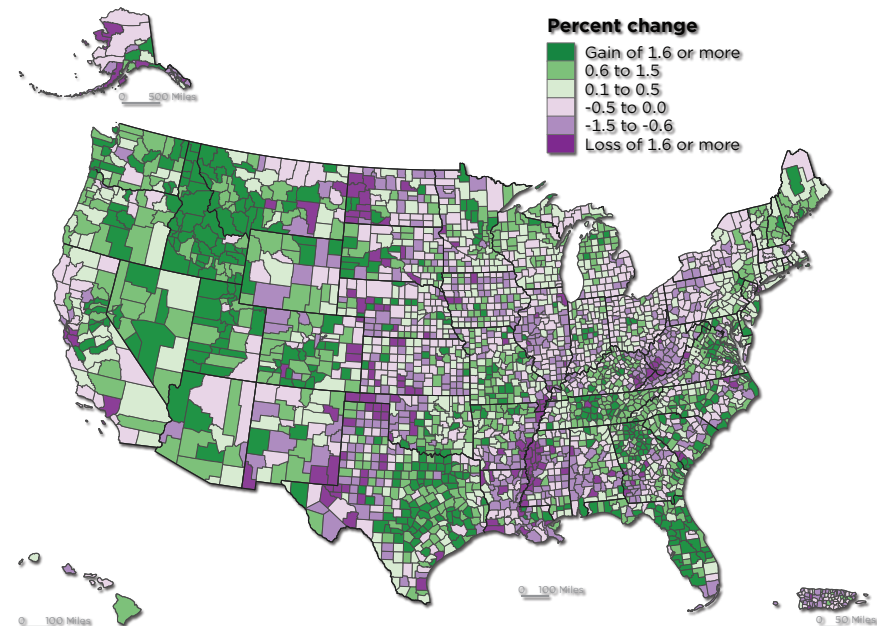 Percent change
Gain of 1.6 or more
0.6 to 1.5
0.1 to 0.5
-0.5 to 0.0
-1.5 to -0.6
Loss of 1.6 or more
0 500 Miles
0 100 Miles
0 100 Miles
0 50 Miles